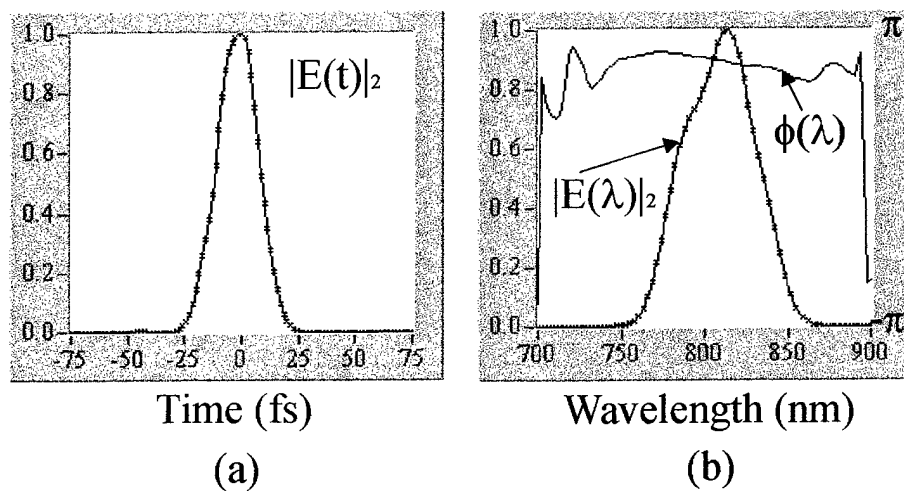 1.0
0.8
0.6
0.4
0.2
0.0
-75 -50 -25 0 25 50 75
|E(t)|₂
Time (fs)
(a)
1.0
0.8
0.6
0.4
0.2
0.0
700 750 800 850 900
π
-π
ϕ(λ)
|E(λ)|₂
Wavelength (nm)
(b)